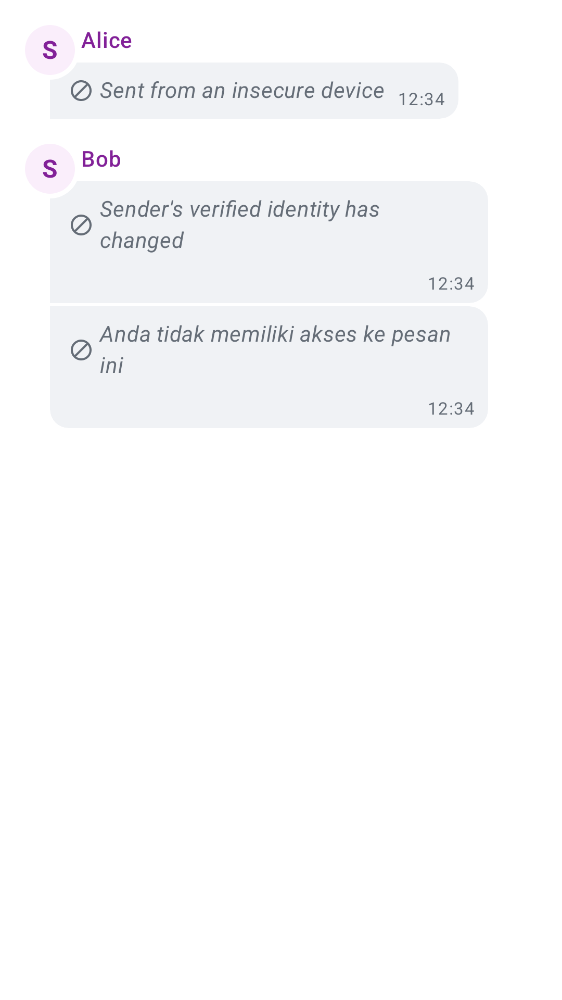 S
Alice
Sent from an insecure device
12:34
S
Bob
Sender's verified identity has
changed
12:34
Anda tidak memiliki akses ke pesan
ini
12:34